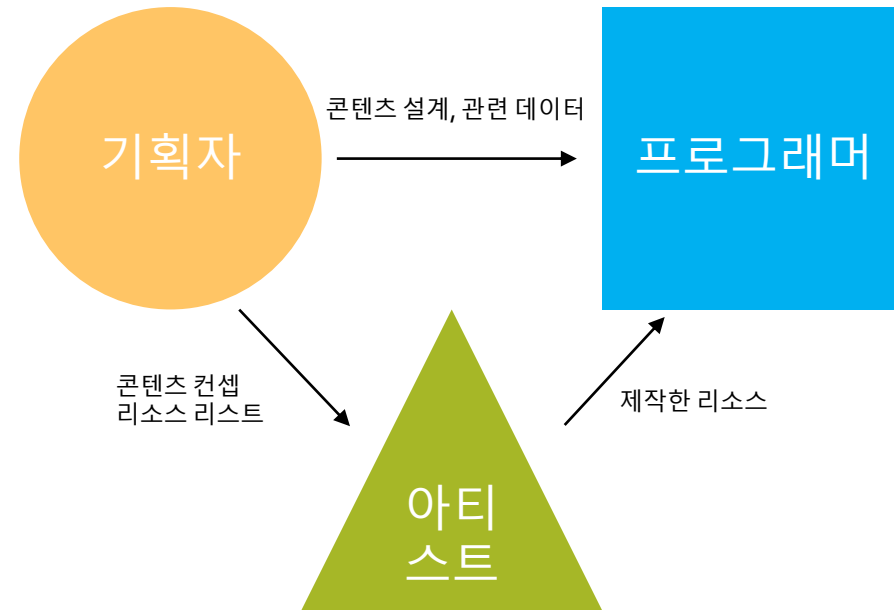 기획자
콘텐츠 설계, 관련 데이터
프로그래머
콘텐츠 컨셉
리소스 리스트
제작한 리소스
아티
스트